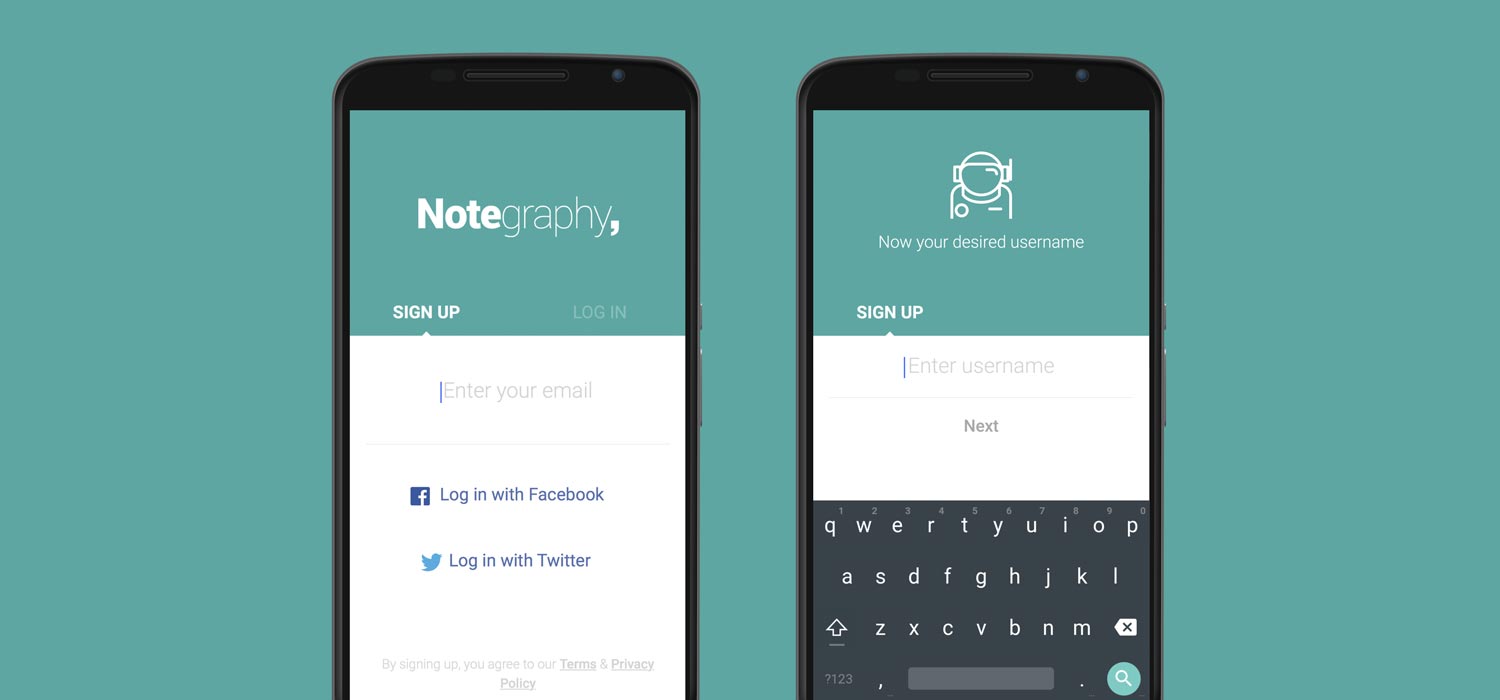 Notegraphy,
SIGN UP
LOG IN
Enter your email
Log in with Facebook
Log in with Twitter
By signing up, you agree to our Terms & Privacy
Policy
Now your desired username
SIGN UP
Enter username
Next
1 2 3 4 5 6 7 8 9 0
q w e r t y u i o p
a s d f g h j k l
z x c v b n m
?123 , .